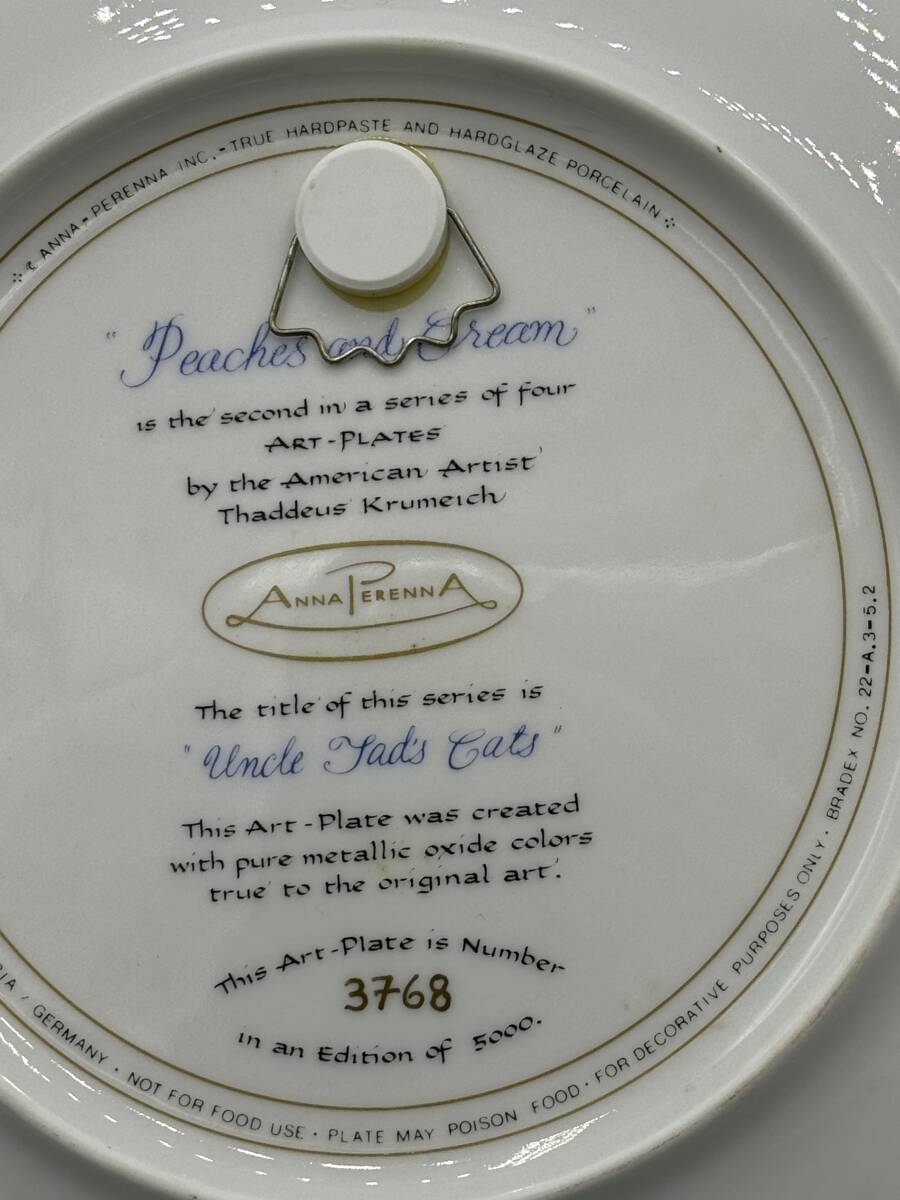 ANNA-PERENNA INC.-TRUE HARDPASTE AND HARDGLAZE PORCELAIN
"Peaches and Cream"
is the second in a series of four
ART-PLATES
by the American Artist
Thaddeus Krumeich
ANNA PERENNA
The title of this series is
"Uncle Tad's Cats"
This Art-Plate was created
with pure metallic oxide colors
true to the original art.
This Art-Plate is Number
3768
in an Edition of 5000.
/ GERMANY · NOT FOR FOOD USE · PLATE MAY POISON FOOD · FOR DECORATIVE PURPOSES ONLY · BRADEX NO. 22-A.3-5.2